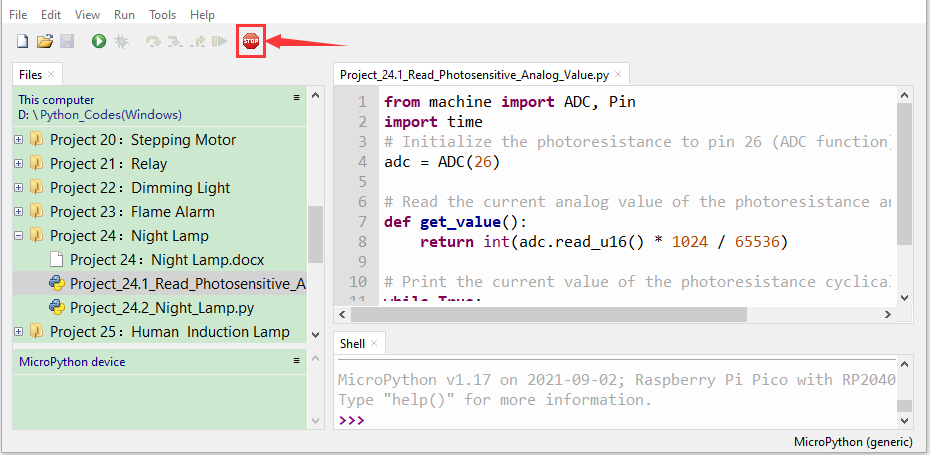 File Edit View Run Tools Help
STOP
Files ×
This computer
D: \ Python_Codes(Windows)
Project 20：Stepping Motor
Project 21：Relay
Project 22：Dimming Light
Project 23：Flame Alarm
Project 24：Night Lamp
Project 24：Night Lamp.docx
Project_24.1_Read_Photosensitive_A
Project_24.2_Night_Lamp.py
Project 25：Human Induction Lamp
MicroPython device
Project_24.1_Read_Photosensitive_Analog_Value.py ×
1 from machine import ADC, Pin
2 import time
3 # Initialize the photoresistance to pin 26 (ADC function)
4 adc = ADC(26)
5
6 # Read the current analog value of the photoresistance an
7 def get_value():
8 return int(adc.read_u16() * 1024 / 65536)
9
10 # Print the current value of the photoresistance cyclical
11 while True:
Shell ×
MicroPython v1.17 on 2021-09-02; Raspberry Pi Pico with RP2040
Type "help()" for more information.
>>>
MicroPython (generic)